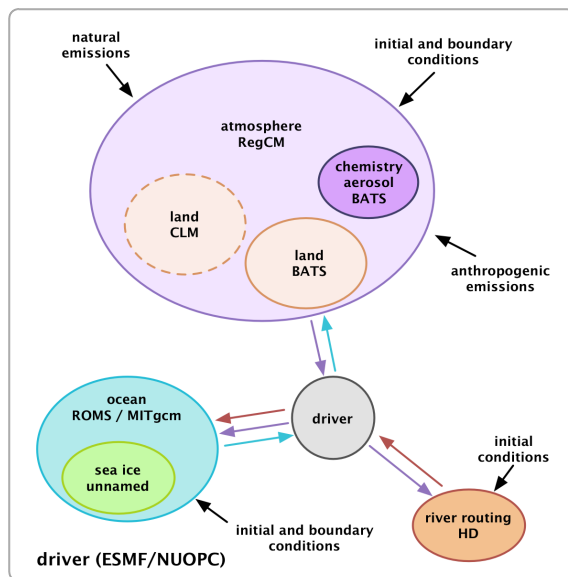 natural
emissions
initial and boundary
conditions
atmosphere
RegCM
chemistry
aerosol
BATS
land
CLM
land
BATS
anthropogenic
emissions
ocean
ROMS / MITgcm
driver
sea ice
unnamed
initial
conditions
river routing
HD
initial and boundary
conditions
driver (ESMF/NUOPC)